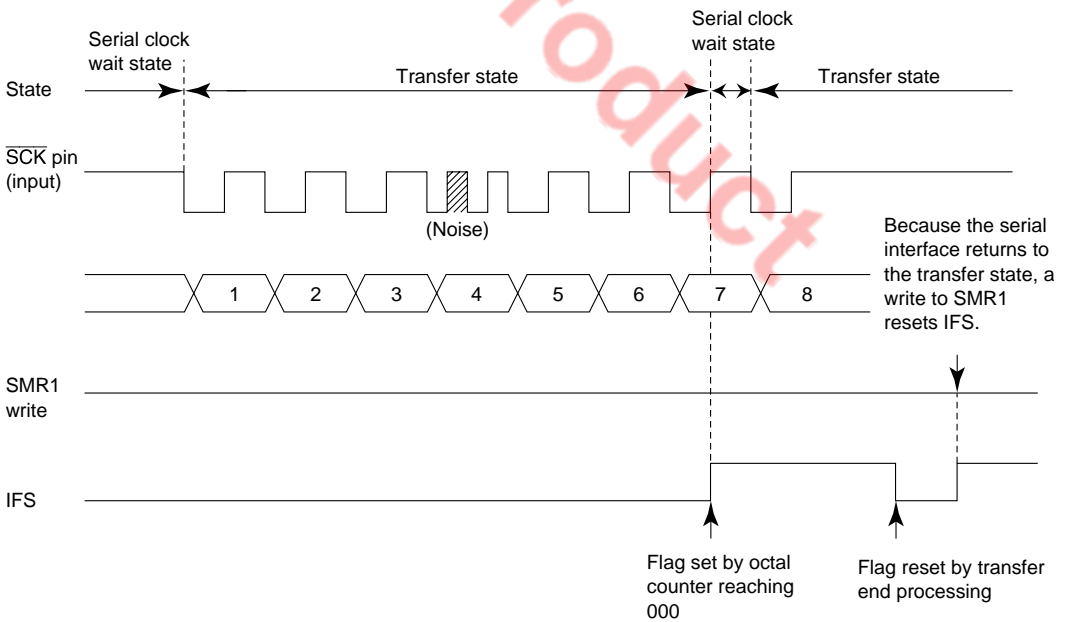 Serial clock
wait state
Serial clock
wait state
State
Transfer state
Transfer state
SCK pin
(input)
(Noise)
1 2 3 4 5 6 7 8
Because the serial
interface returns to
the transfer state, a
write to SMR1
resets IFS.
SMR1
write
IFS
Flag set by octal
counter reaching
000
Flag reset by transfer
end processing
roduct